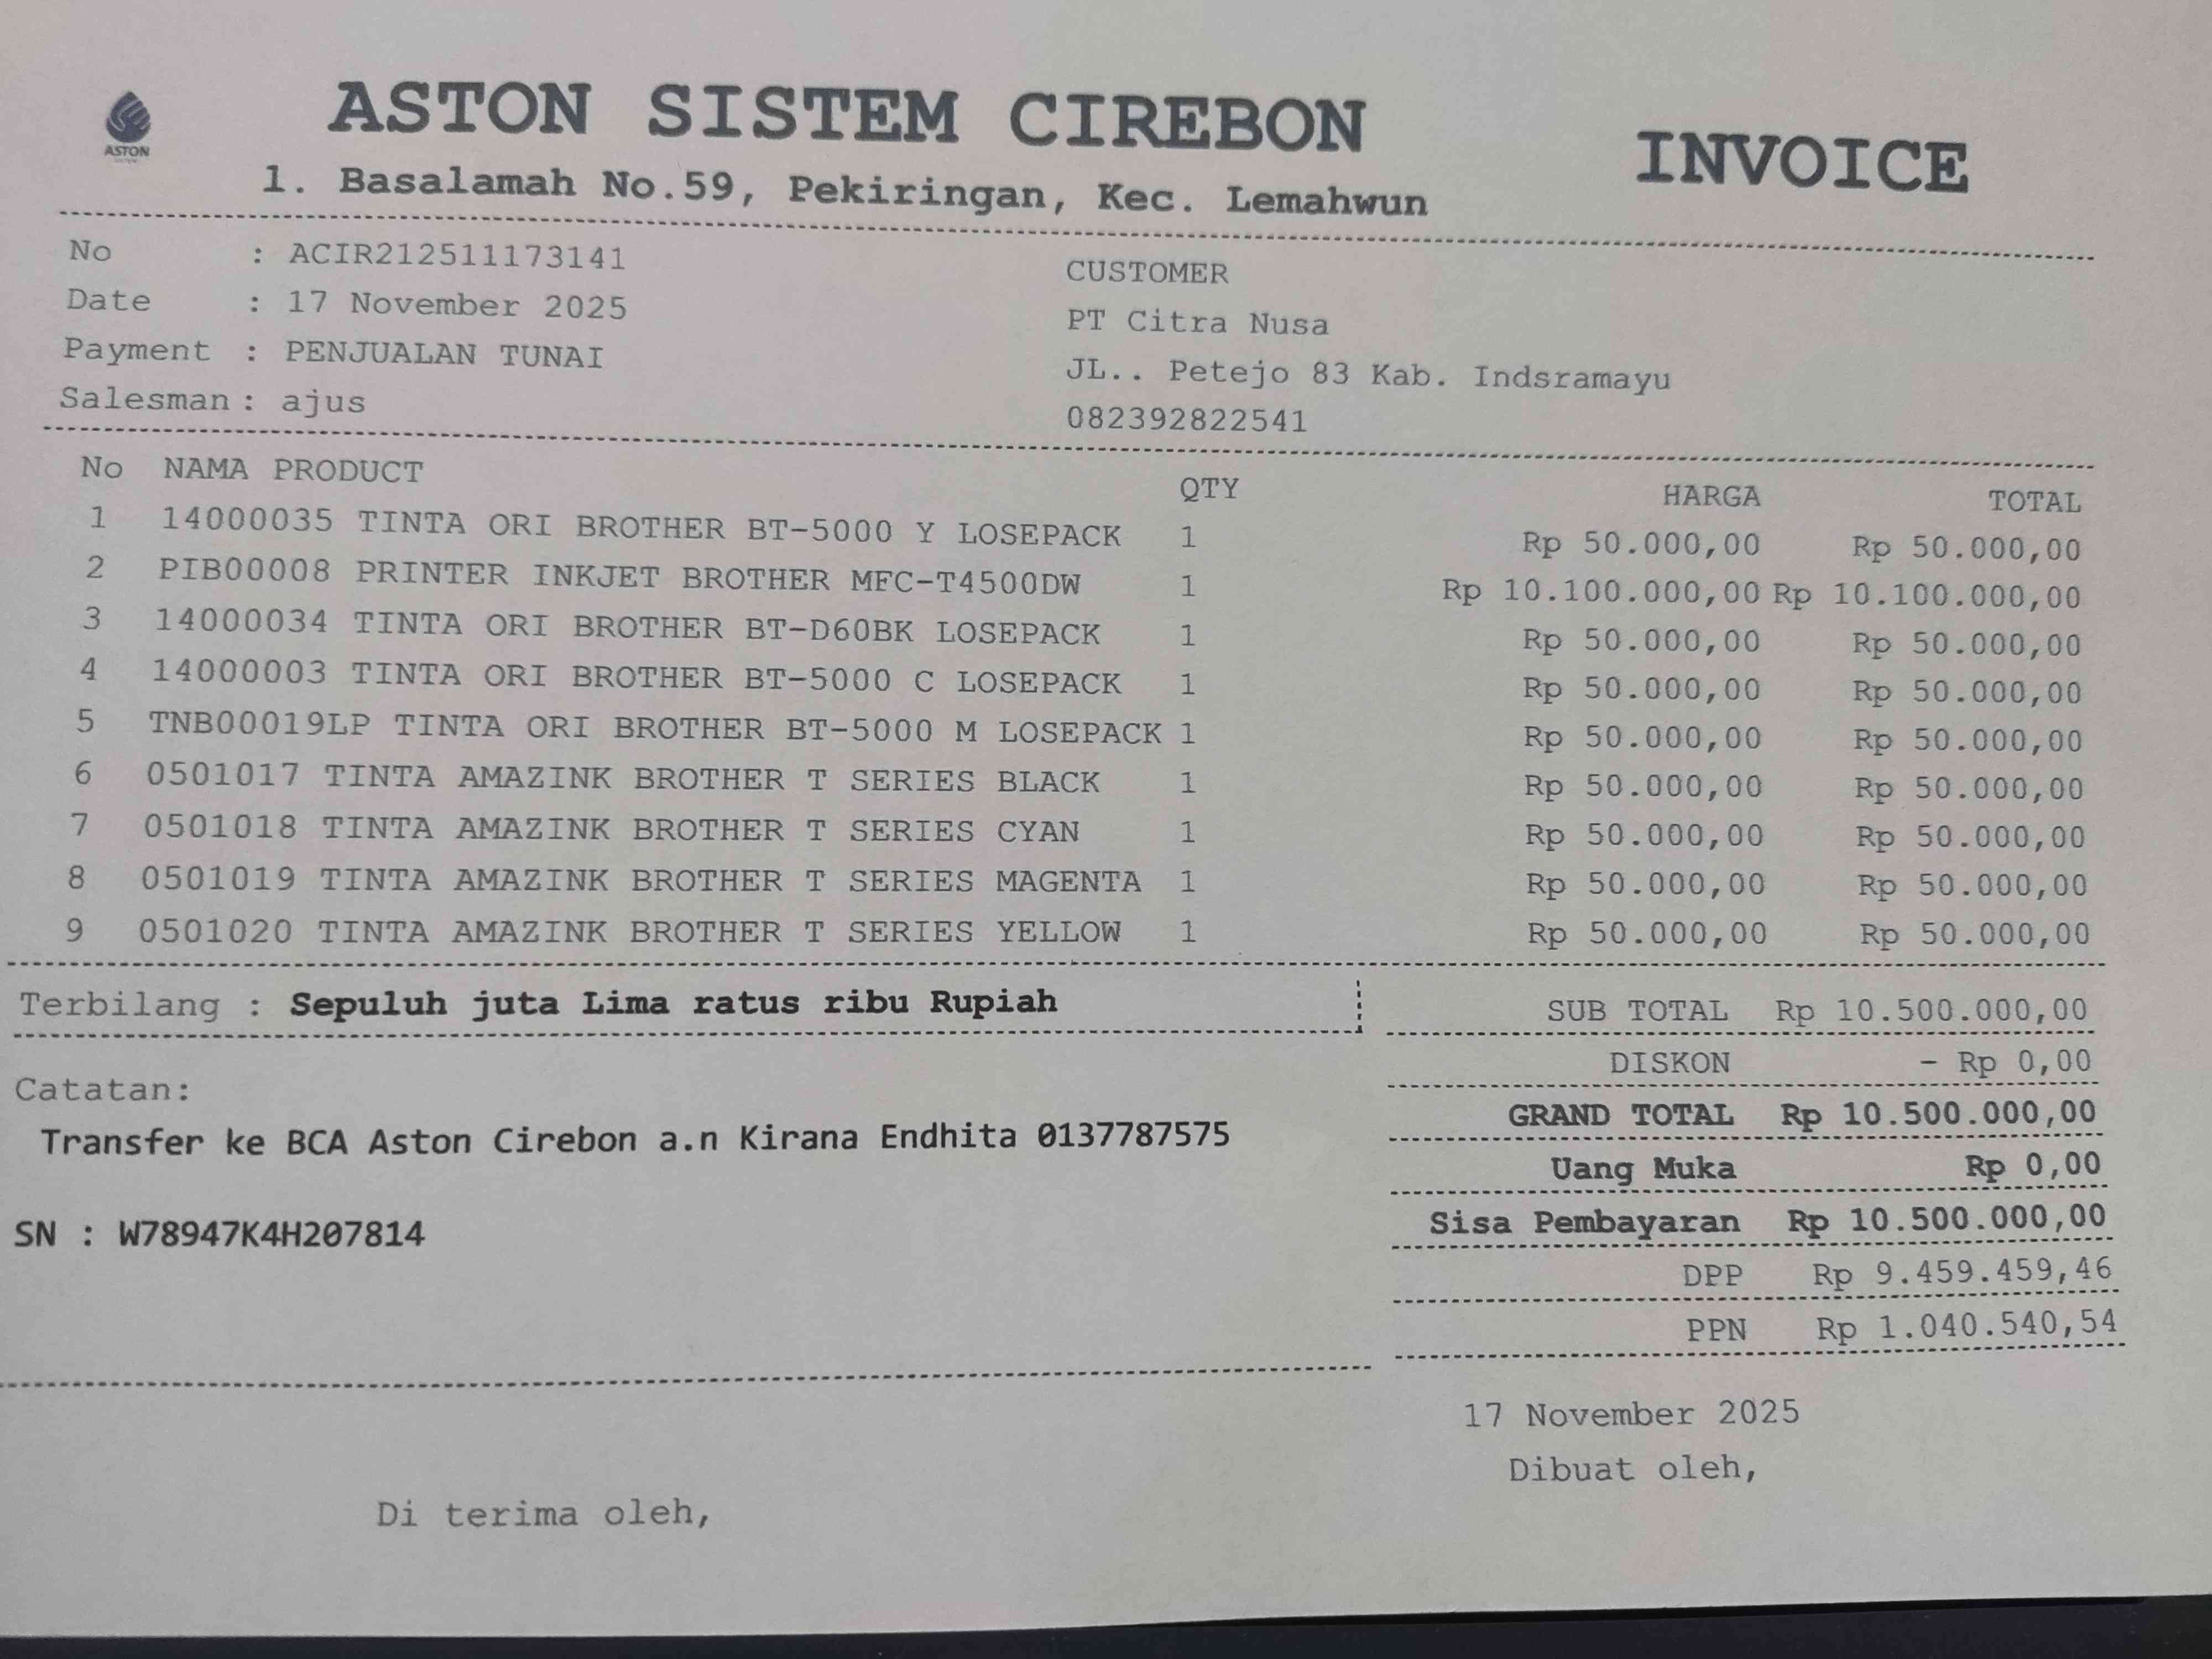 ASTON
ASTON SISTEM CIREBON
INVOICE
1. Basalamah No.59, Pekiringan, Kec. Lemahwun
No : ACIR212511173141
Date : 17 November 2025
Payment : PENJUALAN TUNAI
Salesman : ajus
CUSTOMER
PT Citra Nusa
JL.. Petejo 83 Kab. Indsramayu
082392822541
No NAMA PRODUCT QTY HARGA TOTAL
1 14000035 TINTA ORI BROTHER BT-5000 Y LOSEPACK 1 Rp 50.000,00 Rp 50.000,00
2 PIB00008 PRINTER INKJET BROTHER MFC-T4500DW 1 Rp 10.100.000,00 Rp 10.100.000,00
3 14000034 TINTA ORI BROTHER BT-D60BK LOSEPACK 1 Rp 50.000,00 Rp 50.000,00
4 14000003 TINTA ORI BROTHER BT-5000 C LOSEPACK 1 Rp 50.000,00 Rp 50.000,00
5 TNB00019LP TINTA ORI BROTHER BT-5000 M LOSEPACK 1 Rp 50.000,00 Rp 50.000,00
6 0501017 TINTA AMAZINK BROTHER T SERIES BLACK 1 Rp 50.000,00 Rp 50.000,00
7 0501018 TINTA AMAZINK BROTHER T SERIES CYAN 1 Rp 50.000,00 Rp 50.000,00
8 0501019 TINTA AMAZINK BROTHER T SERIES MAGENTA 1 Rp 50.000,00 Rp 50.000,00
9 0501020 TINTA AMAZINK BROTHER T SERIES YELLOW 1 Rp 50.000,00 Rp 50.000,00
Terbilang : Sepuluh juta Lima ratus ribu Rupiah
Catatan:
Transfer ke BCA Aston Cirebon a.n Kirana Endhita 0137787575
SN : W78947K4H207814
SUB TOTAL Rp 10.500.000,00
DISKON - Rp 0,00
GRAND TOTAL Rp 10.500.000,00
Uang Muka Rp 0,00
Sisa Pembayaran Rp 10.500.000,00
DPP Rp 9.459.459,46
PPN Rp 1.040.540,54
17 November 2025
Dibuat oleh,
Di terima oleh,